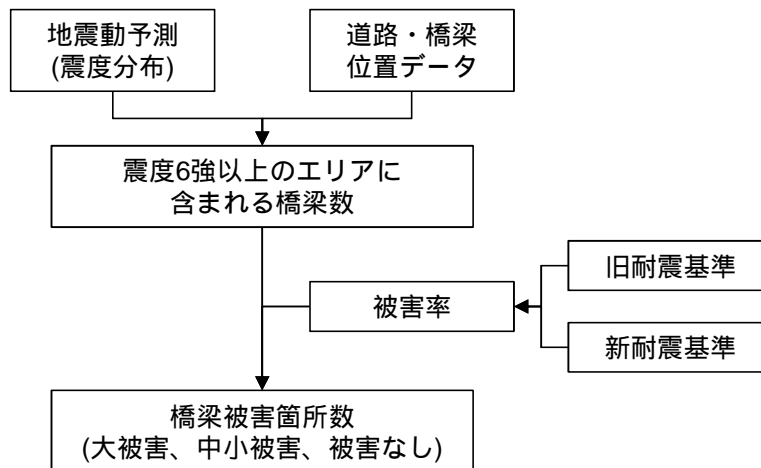 地震動予測
(震度分布)
道路・橋梁
位置データ
震度6強以上のエリアに
含まれる橋梁数
旧耐震基準
被害率
新耐震基準
橋梁被害箇所数
(大被害、中小被害、被害なし)